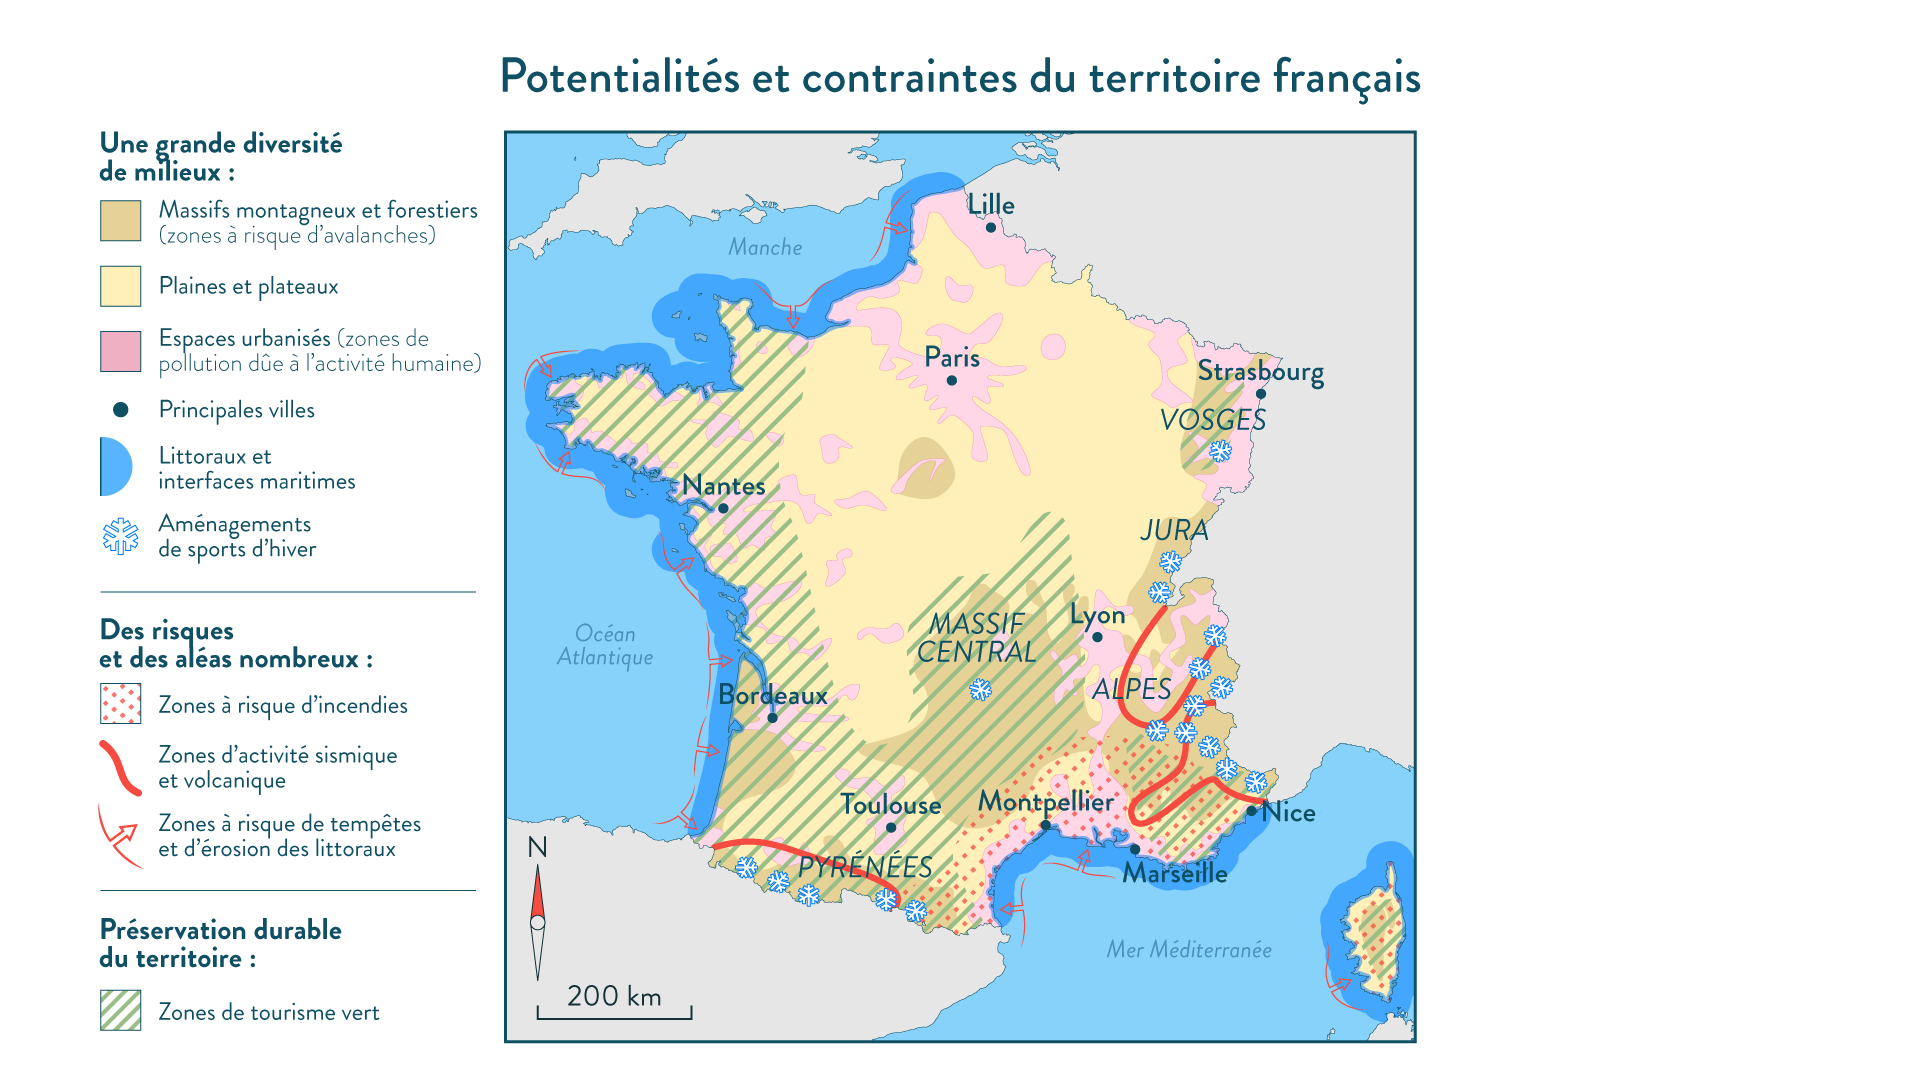 Potentialités et contraintes du territoire français
Une grande diversité
de milieux :
Massifs montagneux et forestiers
(zones à risque d’avalanches)
Plaines et plateaux
Espaces urbanisés (zones de
pollution dûe à l’activité humaine)
Principales villes
Littoraux et
interfaces maritimes
Aménagements
de sports d’hiver
Des risques
et des aléas nombreux :
Zones à risque d’incendies
Zones d’activité sismique
et volcanique
Zones à risque de tempêtes
et d’érosion des littoraux
Préservation durable
du territoire :
Zones de tourisme vert
Lille
Manche
Paris
Strasbourg
VOSGES
Nantes
JURA
Lyon
MASSIF
CENTRAL
Océan
Atlantique
ALPES
Bordeaux
Toulouse
Montpellier
Nice
PYRÉNÉES
Marseille
Mer Méditerranée
N
200 km